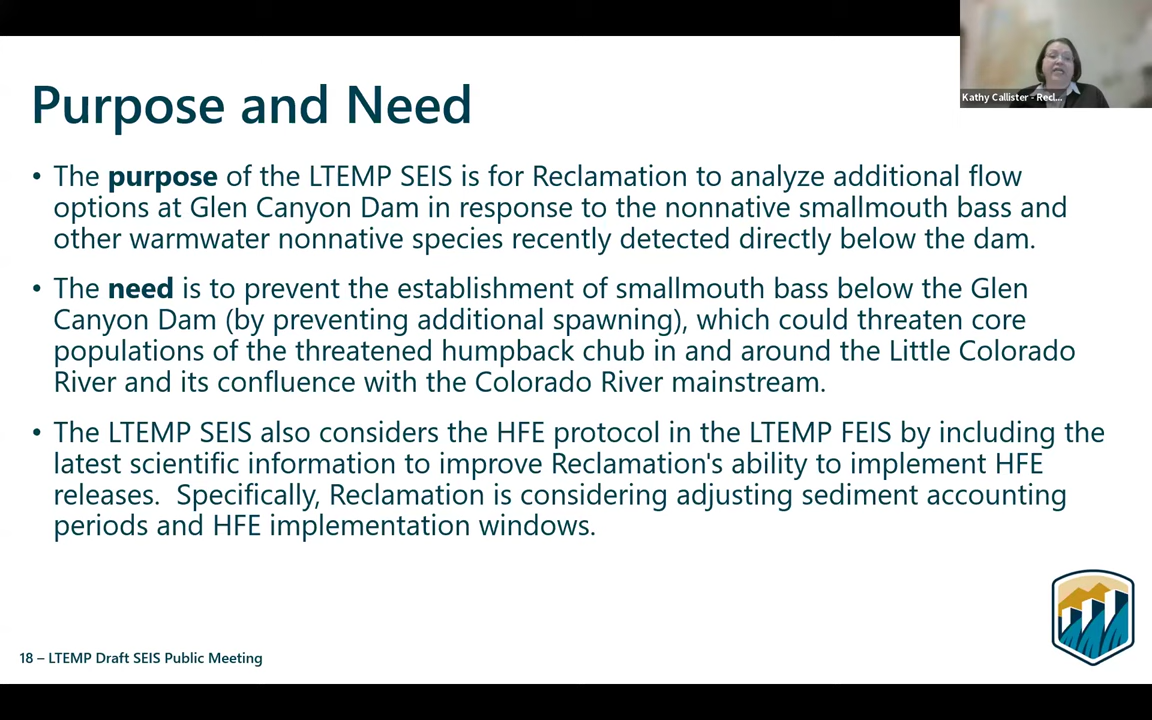 Kathy Callister - Recl...
Purpose and Need
• The purpose of the LTEMP SEIS is for Reclamation to analyze additional flow
options at Glen Canyon Dam in response to the nonnative smallmouth bass and
other warmwater nonnative species recently detected directly below the dam.
• The need is to prevent the establishment of smallmouth bass below the Glen
Canyon Dam (by preventing additional spawning), which could threaten core
populations of the threatened humpback chub in and around the Little Colorado
River and its confluence with the Colorado River mainstream.
• The LTEMP SEIS also considers the HFE protocol in the LTEMP FEIS by including the
latest scientific information to improve Reclamation's ability to implement HFE
releases.  Specifically, Reclamation is considering adjusting sediment accounting
periods and HFE implementation windows.
18 – LTEMP Draft SEIS Public Meeting